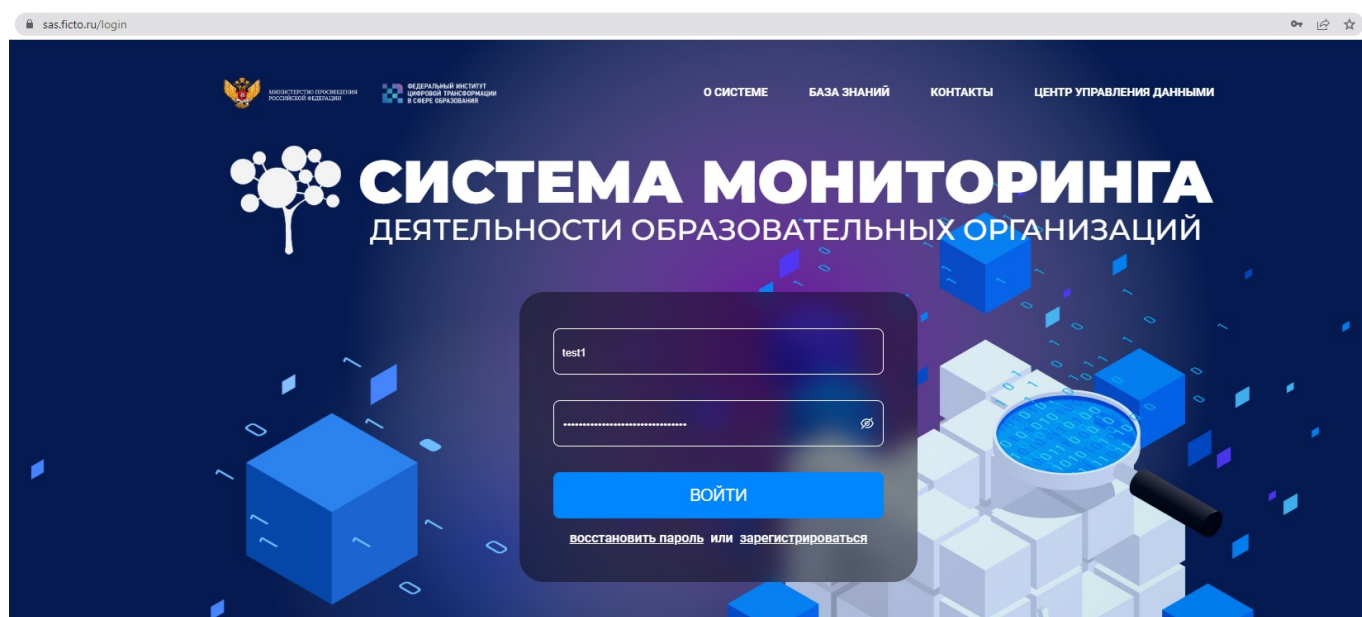 sas.ficto.ru/login
МИНИСТЕРСТВО ПРОСВЕЩЕНИЯ
РОССИЙСКОЙ ФЕДЕРАЦИИ
ФЕДЕРАЛЬНЫЙ ИНСТИТУТ
ЦИФРОВОЙ ТРАНСФОРМАЦИИ
В СФЕРЕ ОБРАЗОВАНИЯ
О СИСТЕМЕ БАЗА ЗНАНИЙ КОНТАКТЫ ЦЕНТР УПРАВЛЕНИЯ ДАННЫМИ
СИСТЕМА МОНИТОРИНГА
ДЕЯТЕЛЬНОСТИ ОБРАЗОВАТЕЛЬНЫХ ОРГАНИЗАЦИЙ
test1
ВОЙТИ
восстановить пароль или зарегистрироваться